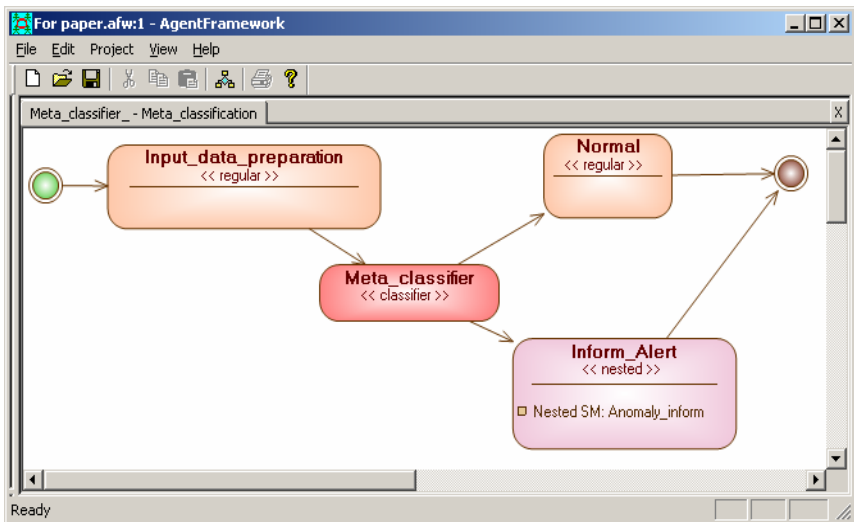 For paper.afw:1 - AgentFramework
File Edit Project View Help
Meta_classifier_ - Meta_classification
X
Input_data_preparation
<< regular >>
Normal
<< regular >>
Meta_classifier
<< classifier >>
Inform_Alert
<< nested >>
Nested SM: Anomaly_inform
Ready